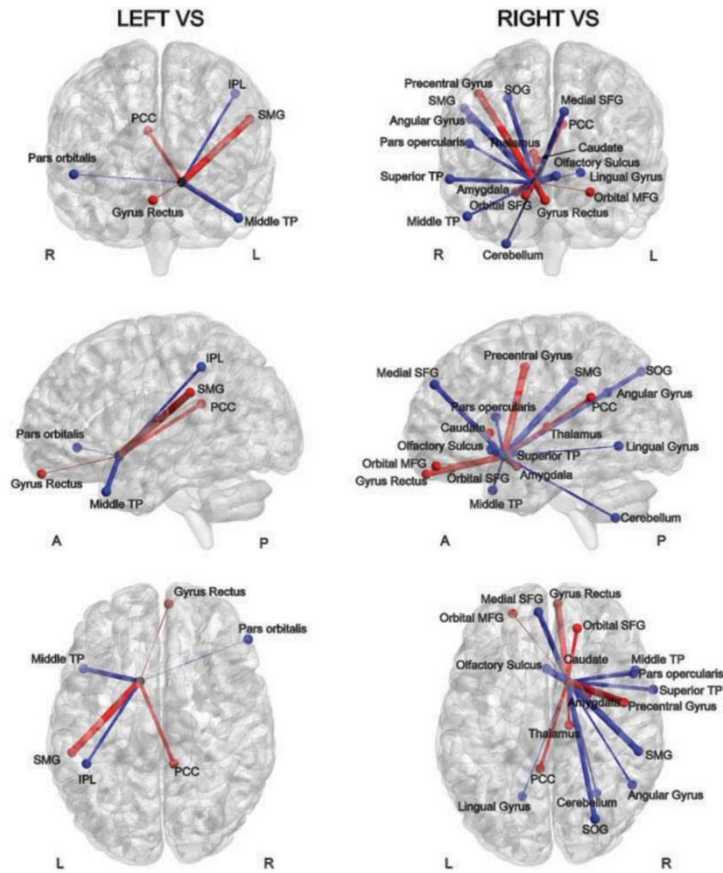 LEFT VS
RIGHT VS
IPL
SMG
PCC
Pars orbitalis
Gyrus Rectus
Middle TP
R
L
Precentral Gyrus
SOG
SMG
Medial SFG
Angular Gyrus
PCC
Pars opercularis
Thalamus
Caudate
Olfactory Sulcus
Superior TP
Lingual Gyrus
Amygdala
Orbital MFG
Orbital SFG
Gyrus Rectus
Middle TP
Cerebellum
R
L
IPL
SMG
PCC
Pars orbitalis
Gyrus Rectus
Middle TP
A
P
Precentral Gyrus
Medial SFG
SMG
SOG
Angular Gyrus
PCC
Pars opercularis
Caudate
Thalamus
Olfactory Sulcus
Lingual Gyrus
Superior TP
Orbital MFG
Amygdala
Gyrus Rectus
Orbital SFG
Middle TP
Cerebellum
A
P
Gyrus Rectus
Pars orbitalis
Middle TP
SMG
IPL
PCC
L
R
Medial SFG
Gyrus Rectus
Orbital MFG
Orbital SFG
Olfactory Sulcus
Caudate
Middle TP
Pars opercularis
Superior TP
Amygdala
Precentral Gyrus
Thalamus
SMG
PCC
Lingual Gyrus
Cerebellum
Angular Gyrus
SOG
L
R